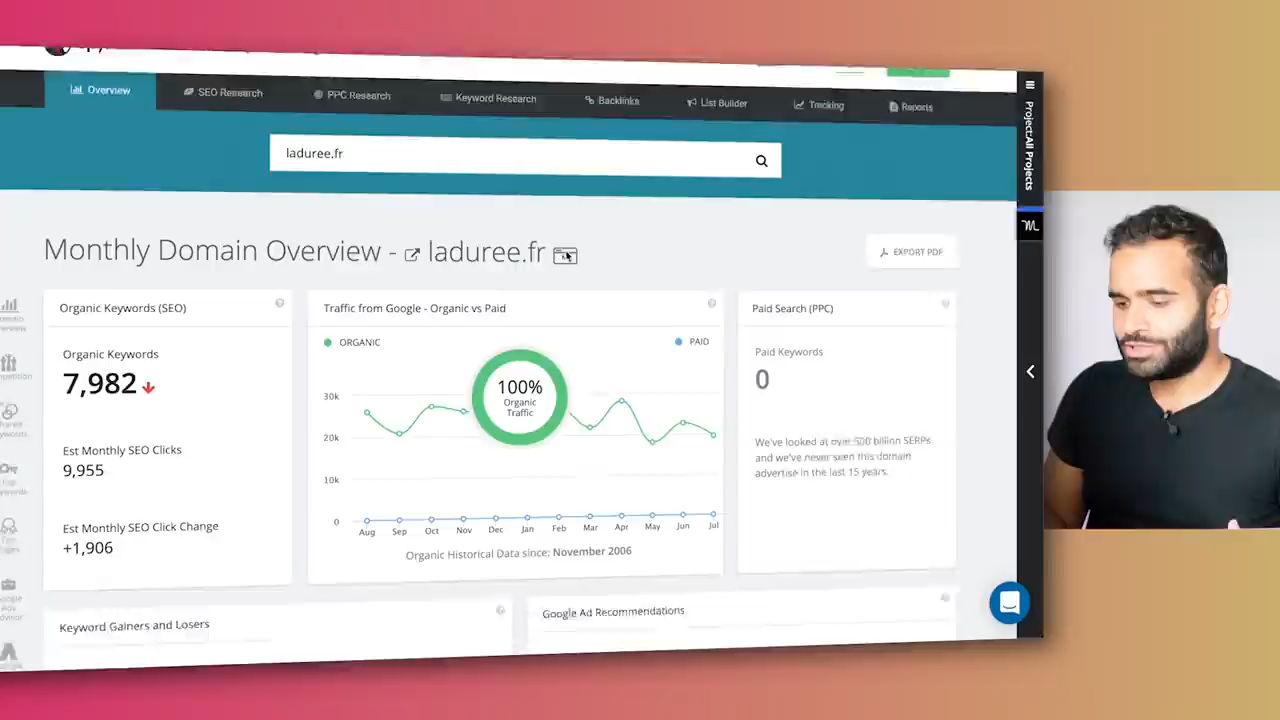 Overview
SEO Research
PPC Research
Keyword Research
Backlinks
List Builder
Tracking
Reports
Project:All Projects
laduree.fr
Monthly Domain Overview - laduree.fr
EXPORT PDF
Organic Keywords (SEO)
Organic Keywords
7,982
Est Monthly SEO Clicks
9,955
Est Monthly SEO Click Change
+1,906
Traffic from Google - Organic vs Paid
ORGANIC
PAID
100%
Organic
Traffic
30k
20k
10k
0
Aug Sep Oct Nov Dec Jan Feb Mar Apr May Jun Jul
Organic Historical Data since: November 2006
Paid Search (PPC)
Paid Keywords
0
We've looked at over 500 billion SERPs
and we've never seen this domain
advertise in the last 15 years.
Keyword Gainers and Losers
Google Ad Recommendations